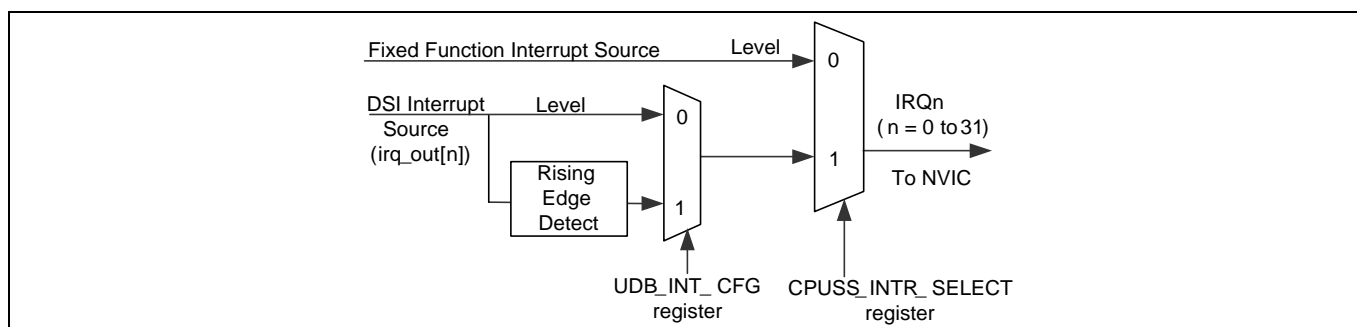 Fixed Function Interrupt Source
Level
0
DSI Interrupt
Source
(irq_out[n])
Level
0
Rising
Edge
Detect
1
1
IRQn
( n = 0 to 31)
To NVIC
UDB_INT_ CFG
register
CPUSS_INTR_ SELECT
register